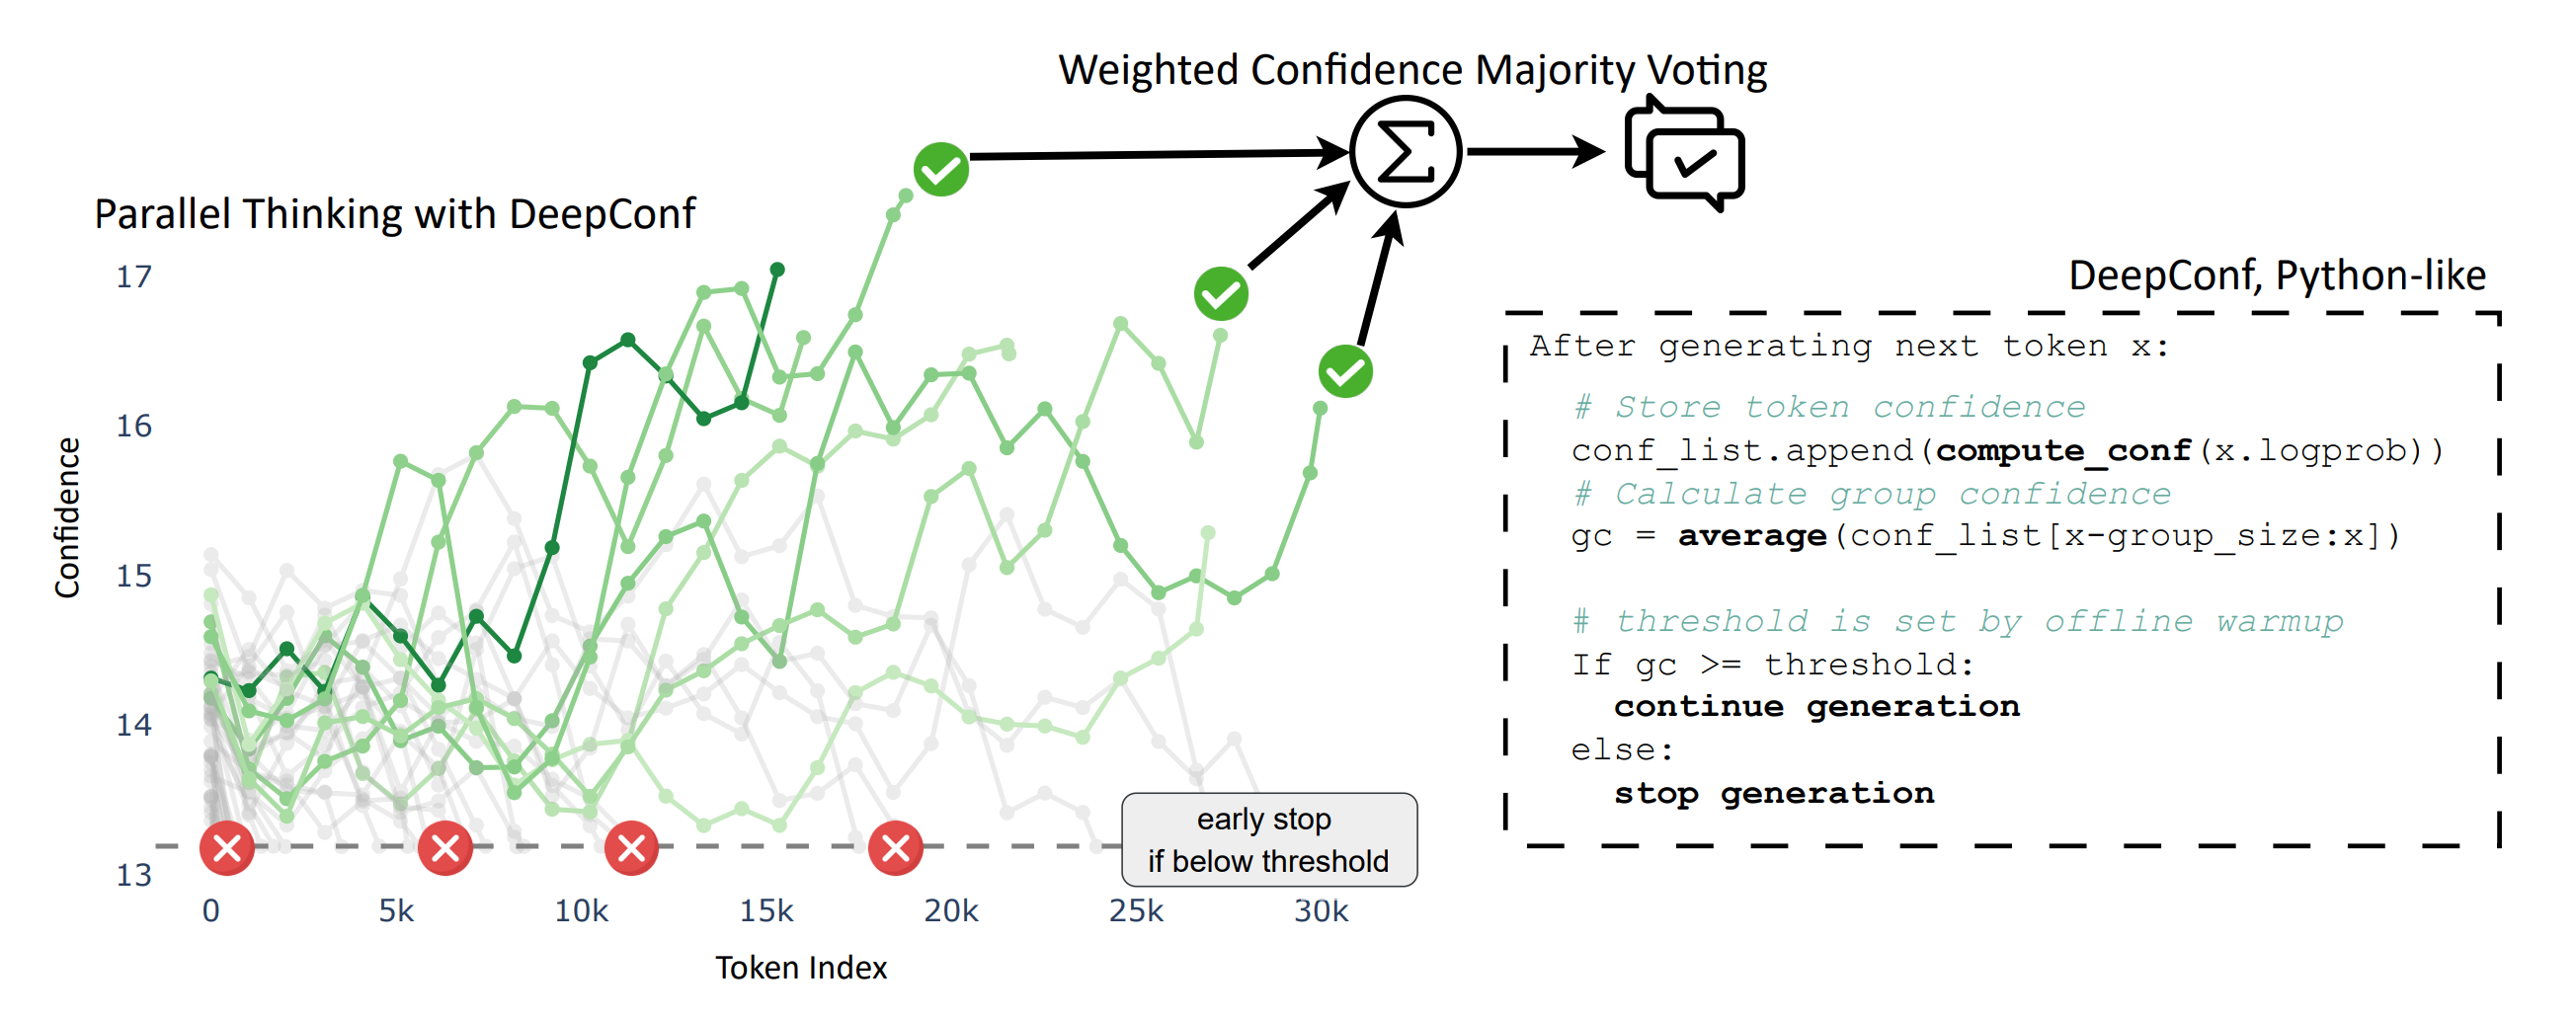 Weighted Confidence Majority Voting
Parallel Thinking with DeepConf
17
16
15
14
13
Confidence
0
5k
10k
15k
20k
25k
30k
Token Index
early stop
if below threshold
DeepConf, Python-like
After generating next token x:
# Store token confidence
conf_list.append(compute_conf(x.logprob))
# Calculate group confidence
gc = average(conf_list[x-group_size:x])
# threshold is set by offline warmup
If gc >= threshold:
continue generation
else:
stop generation